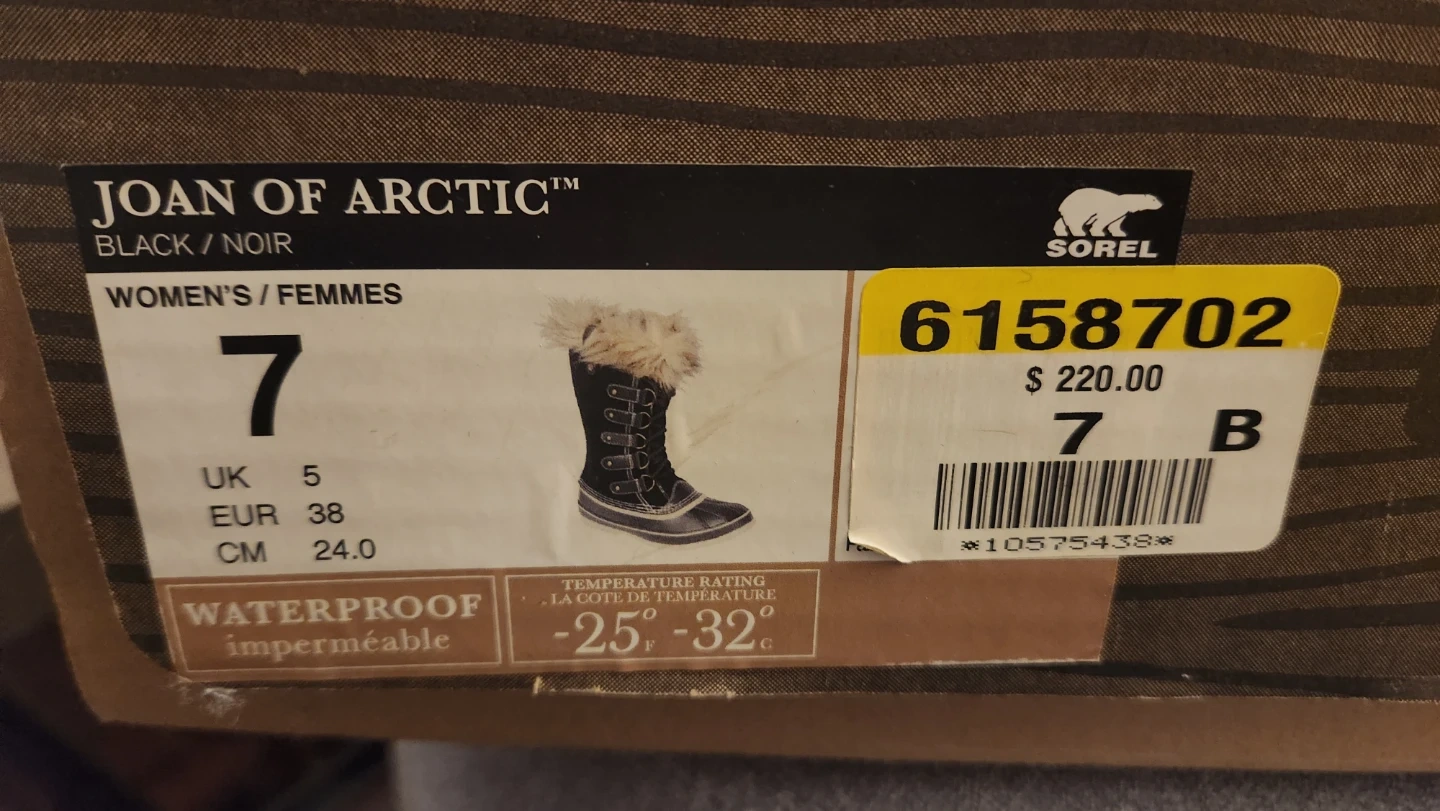 JOAN OF ARCTIC™
BLACK / NOIR
SOREL
WOMEN'S / FEMMES
7
UK 5
EUR 38
CM 24.0
6158702
$ 220.00
7 B
*10575438*
WATERPROOF
imperméable
TEMPERATURE RATING
LA COTE DE TEMPÉRATURE
-25°F -32°C